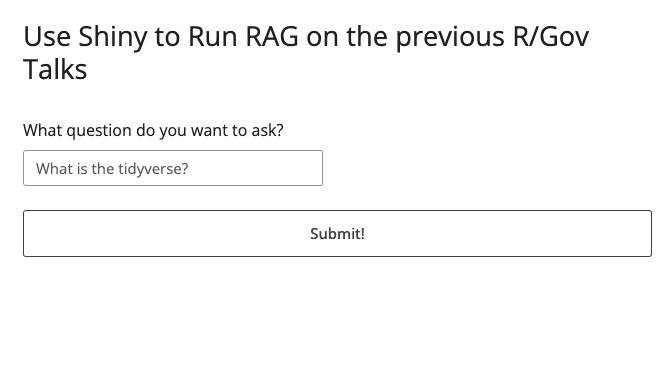 Use Shiny to Run RAG on the previous R/Gov
Talks
What question do you want to ask?
What is the tidyverse?
Submit!